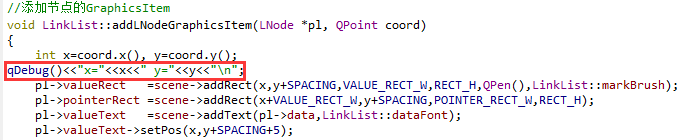 //添加节点的GraphicsItem
void LinkList::addLNodeGraphicsItem(LNode *pl, QPoint coord)
{
    int x=coord.x(), y=coord.y();
qDebug()<<"x="<<x<<" y="<<y<<"\n";
    pl->valueRect   =scene->addRect(x,y+SPACING,VALUE_RECT_W,RECT_H,QPen(),LinkList::markBrush);
    pl->pointerRect =scene->addRect(x+VALUE_RECT_W,y+SPACING,POINTER_RECT_W,RECT_H);
    pl->valueText   =scene->addText(pl->data,LinkList::dataFont);
    pl->valueText->setPos(x,y+SPACING+5);